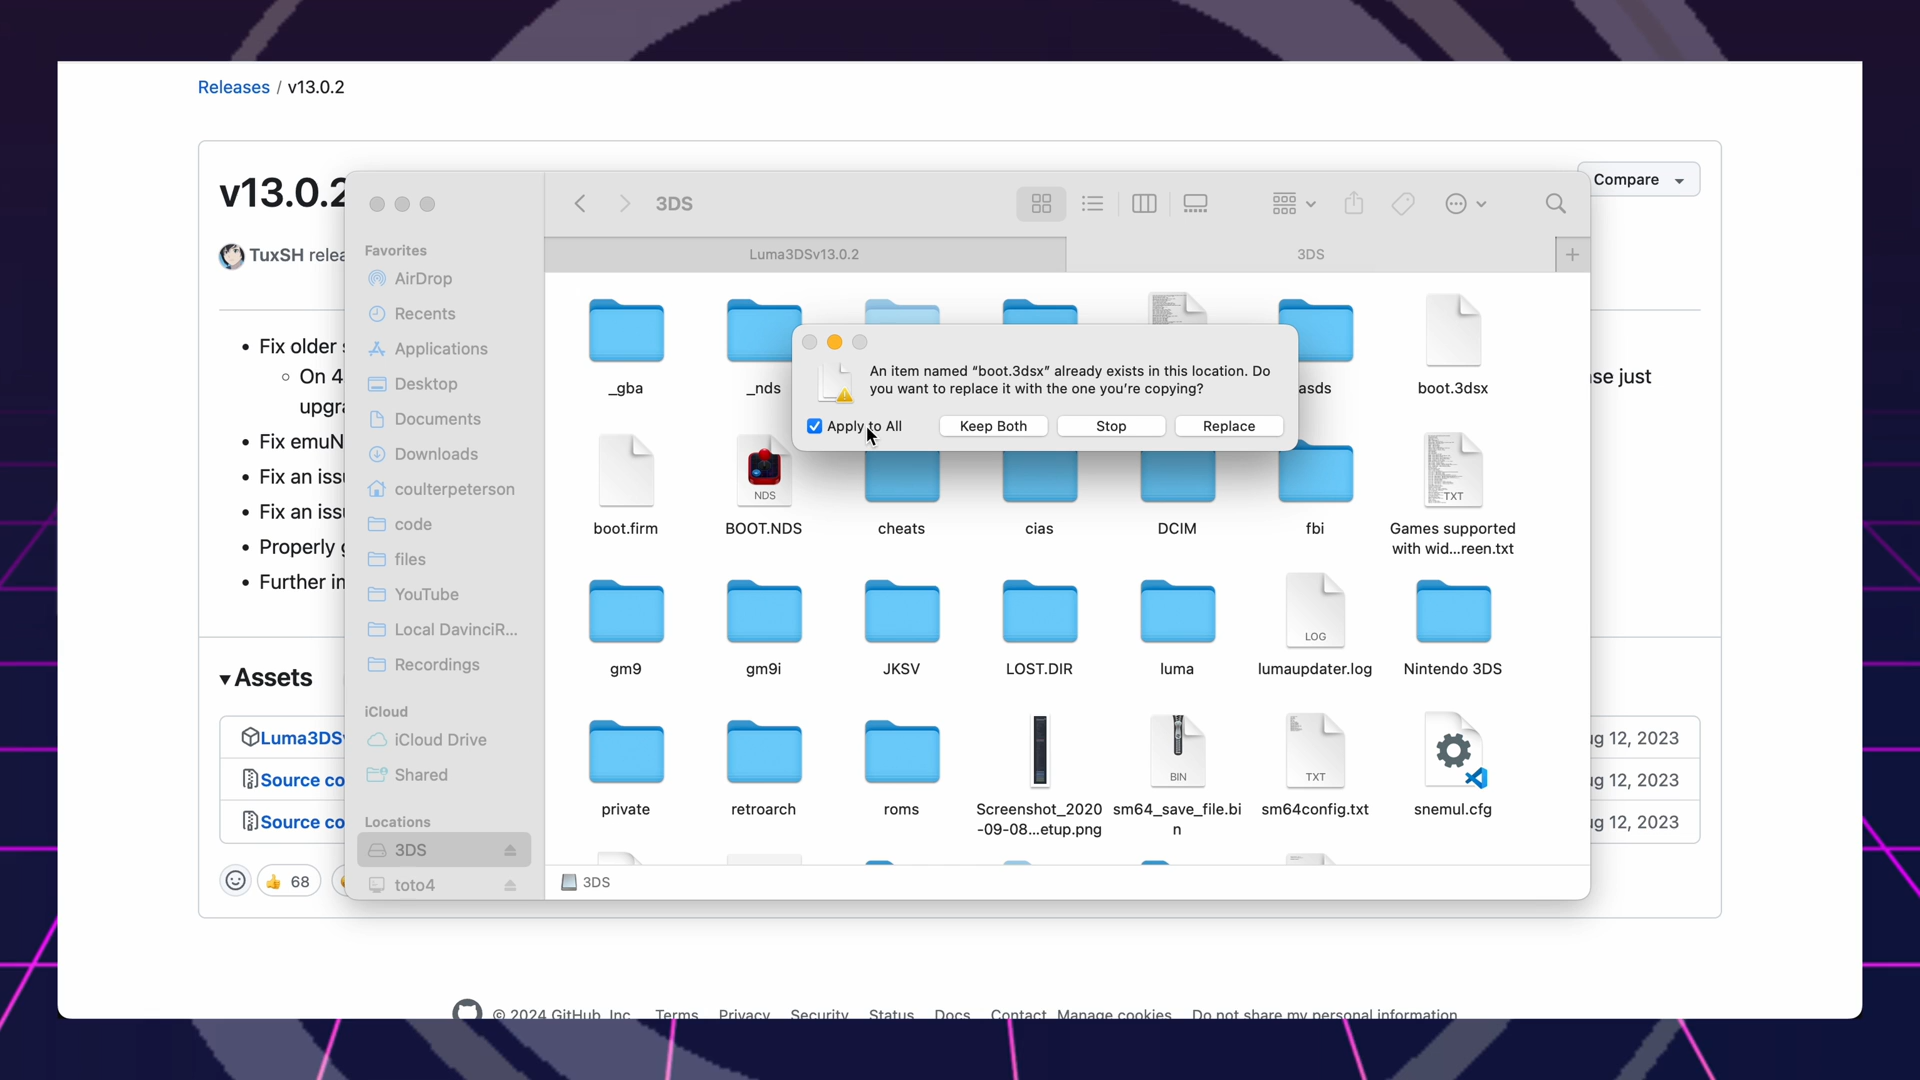 Releases / v13.0.2
v13.0.2
Compare
TuxSH relea
Fix older
On 4
upgra
se just
Fix emuN
Fix an issu
Fix an issu
Properly
Further in
Assets
Luma3DSv
ug 12, 2023
Source co
ug 12, 2023
Source co
ug 12, 2023
68
3DS
Luma3DSv13.0.2
3DS
Favorites
AirDrop
Recents
Applications
Desktop
Documents
Downloads
coulterpeterson
code
files
YouTube
Local DavinciR...
Recordings
iCloud
iCloud Drive
Shared
Locations
3DS
toto4
An item named “boot.3dsx” already exists in this location. Do
you want to replace it with the one you’re copying?
Apply to All
Keep Both
Stop
Replace
_gba
_nds
asds
boot.3dsx
boot.firm
NDS
BOOT.NDS
cheats
cias
DCIM
fbi
TXT
Games supported
with wid...reen.txt
gm9
gm9i
JKSV
LOST.DIR
luma
LOG
lumaupdater.log
Nintendo 3DS
private
retroarch
roms
Screenshot_2020
-09-08...etup.png
BIN
sm64_save_file.bi
n
TXT
sm64config.txt
snemul.cfg
3DS
© 2024 GitHub, Inc. Terms Privacy Security Status Docs Contact Manage cookies Do not share my personal information